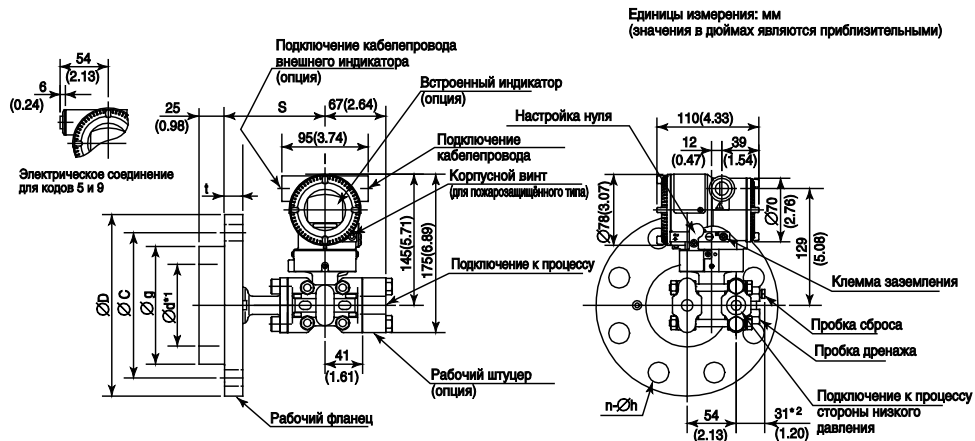 Единицы измерения: мм
(значения в дюймах являются приблизительными)
54
(2.13)
6
(0.24)
Электрическое соединение
для кодов 5 и 9
Подключение кабелепровода
внешнего индикатора
(опция)
Встроенный индикатор
(опция)
25
(0.98)
S
67(2.64)
95(3.74)
Подключение
кабелепровода
Корпусной винт
(для пожарозащищённого типа)
t
145(5.71)
175(6.89)
Подключение к процессу
ØD
ØC
Øg
Ød*1
41
(1.61)
Рабочий штуцер
(опция)
Рабочий фланец
Настройка нуля
110(4.33)
12
(0.47)
39
(1.54)
Ø78(3.07)
Ø70
(2.76)
129
(5.08)
Клемма заземления
Пробка сброса
Пробка дренажа
Подключение к процессу
стороны низкого
давления
n-Øh
54
(2.13)
31*2
(1.20)